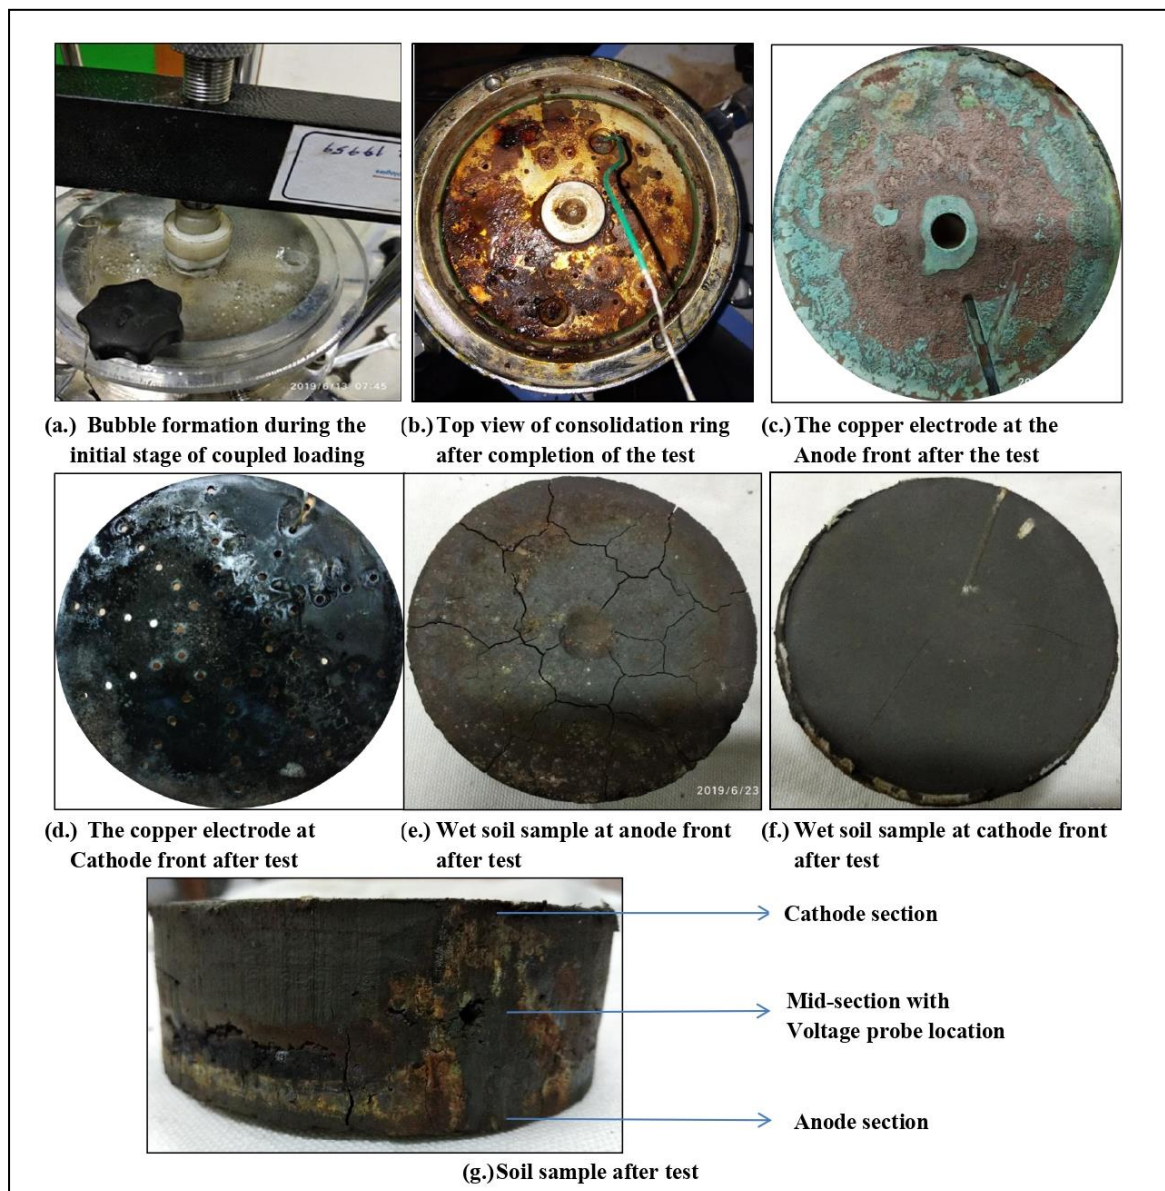 2019/6/13 07:45
(a.) Bubble formation during the
initial stage of coupled loading
(b.) Top view of consolidation ring
after completion of the test
(c.) The copper electrode at the
Anode front after the test
(d.) The copper electrode at
Cathode front after test
2019/6/23
(e.) Wet soil sample at anode front
after test
(f.) Wet soil sample at cathode front
after test
Cathode section
Mid-section with
Voltage probe location
Anode section
(g.) Soil sample after test